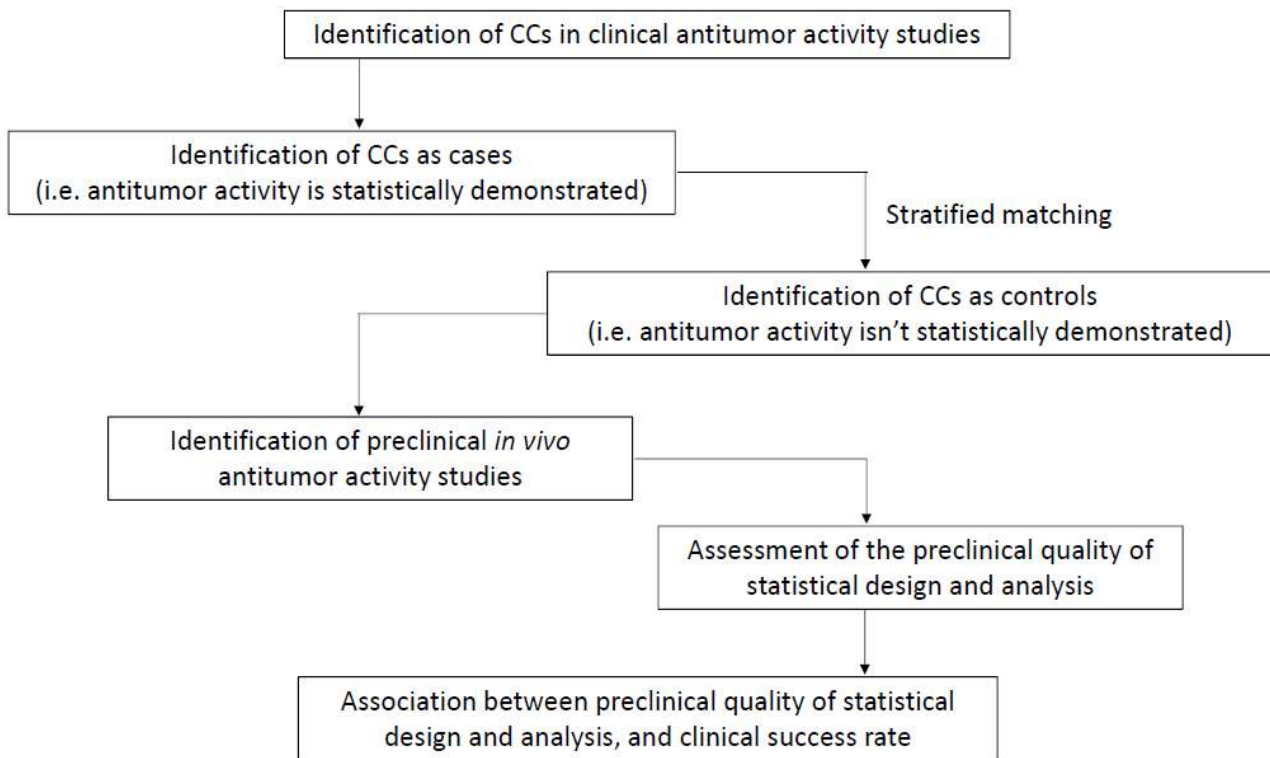 Identification of CCs in clinical antitumor activity studies
Identification of CCs as cases
(i.e. antitumor activity is statistically demonstrated)
Stratified matching
Identification of CCs as controls
(i.e. antitumor activity isn’t statistically demonstrated)
Identification of preclinical in vivo
antitumor activity studies
Assessment of the preclinical quality of
statistical design and analysis
Association between preclinical quality of statistical
design and analysis, and clinical success rate